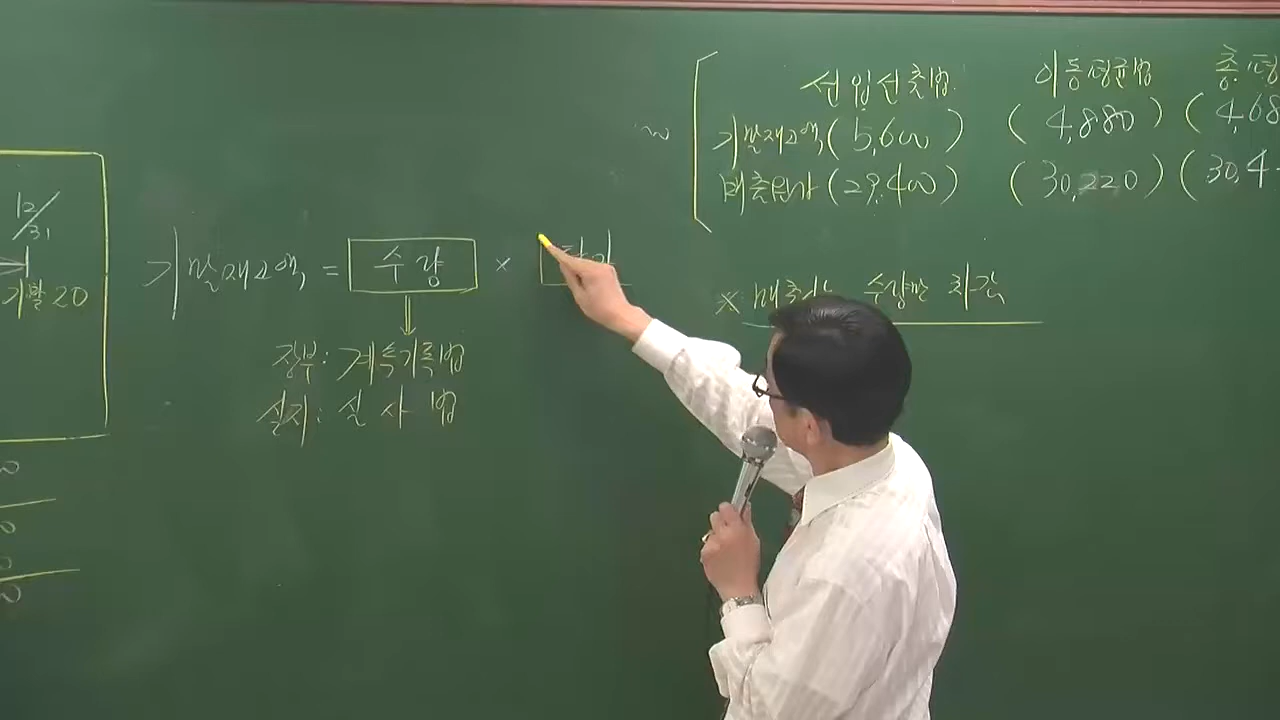 선입선출법 이동평균법 총평
기말재고액 (5,600) (4,880) (4,68
매출원가 (29,400) (30,220) (30,4
12/31
기말 20
기말재고액 = 수량 × 단가
※ 수량만 차감
장부: 계속기록법
실지: 실사법